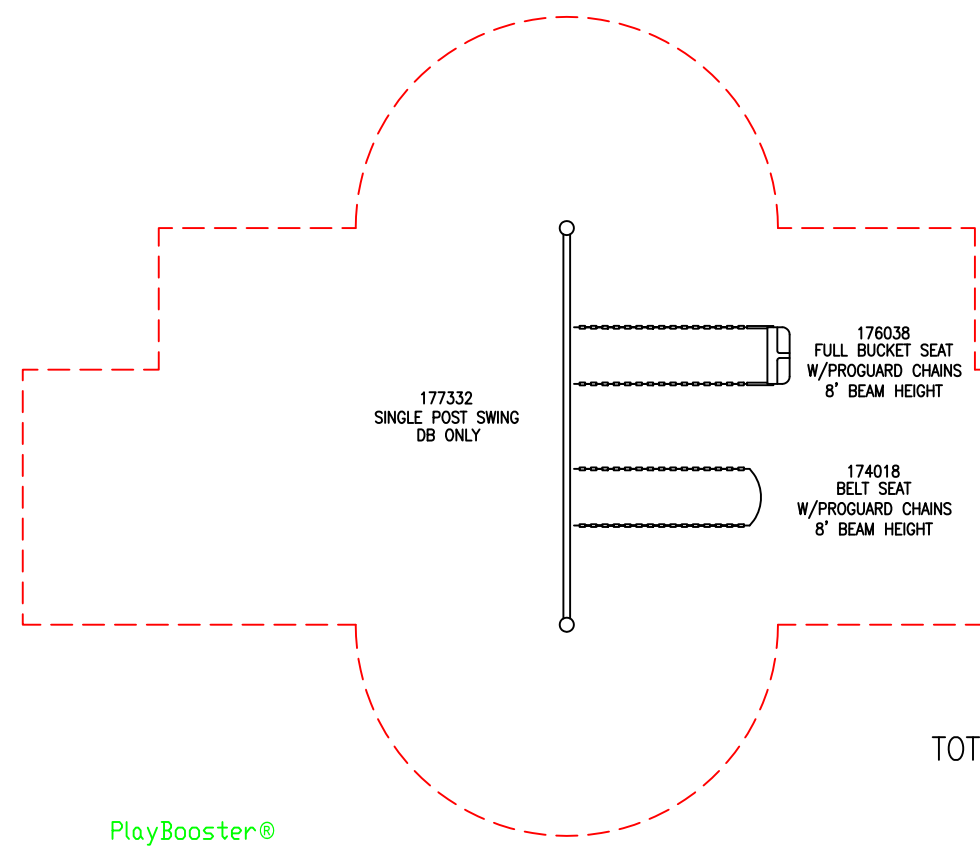 176038
FULL BUCKET SEAT
W/PROGUARD CHAINS
8' BEAM HEIGHT
177332
SINGLE POST SWING
DB ONLY
174018
BELT SEAT
W/PROGUARD CHAINS
8' BEAM HEIGHT
TOT
PlayBooster®